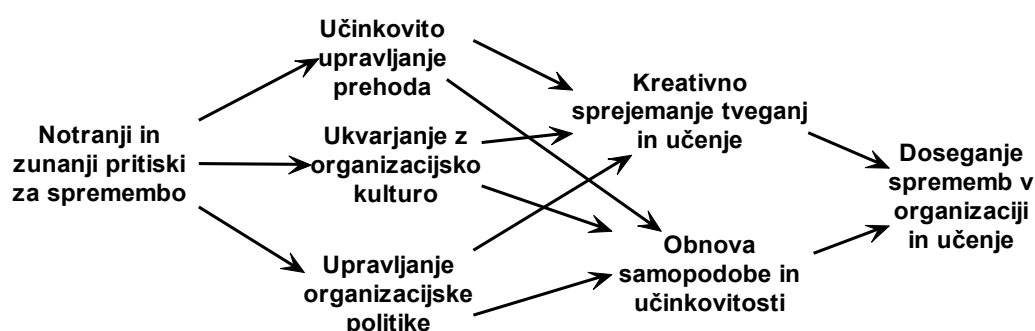 Notranji in
zunanji pritiski
za spremembo
Učinkovito
upravljanje
prehoda
Ukvarjanje z
organizacijsko
kulturo
Upravljanje
organizacijske
politike
Kreativno
sprejemanje tveganj
in učenje
Obnova
samopodobe in
učinkovitosti
Doseganje
sprememb v
organizaciji
in učenje